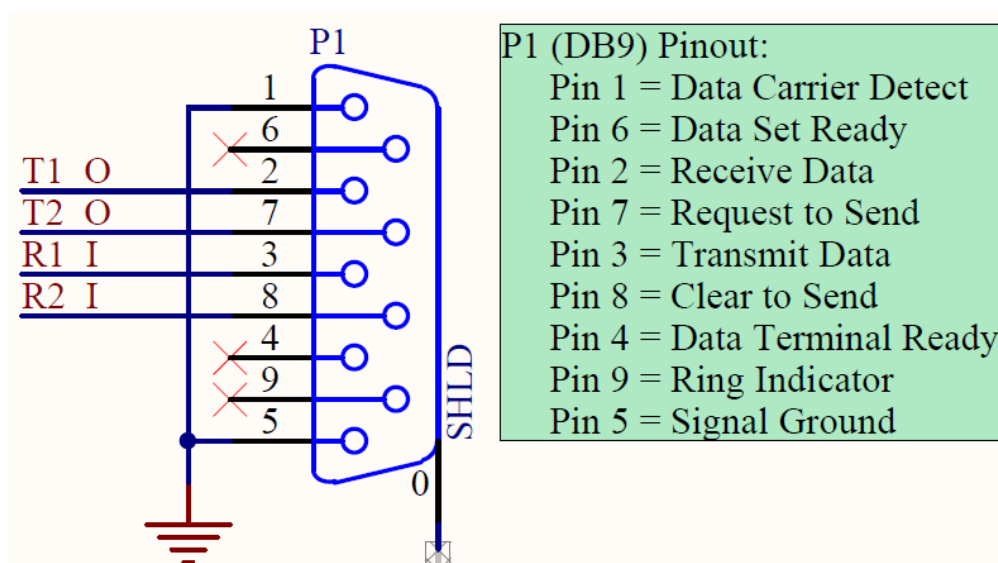 P1
1
6
T1 O
2
T2 O
7
R1 I
3
R2 I
8
4
9
5
SHLD
0
P1 (DB9) Pinout:
Pin 1 = Data Carrier Detect
Pin 6 = Data Set Ready
Pin 2 = Receive Data
Pin 7 = Request to Send
Pin 3 = Transmit Data
Pin 8 = Clear to Send
Pin 4 = Data Terminal Ready
Pin 9 = Ring Indicator
Pin 5 = Signal Ground